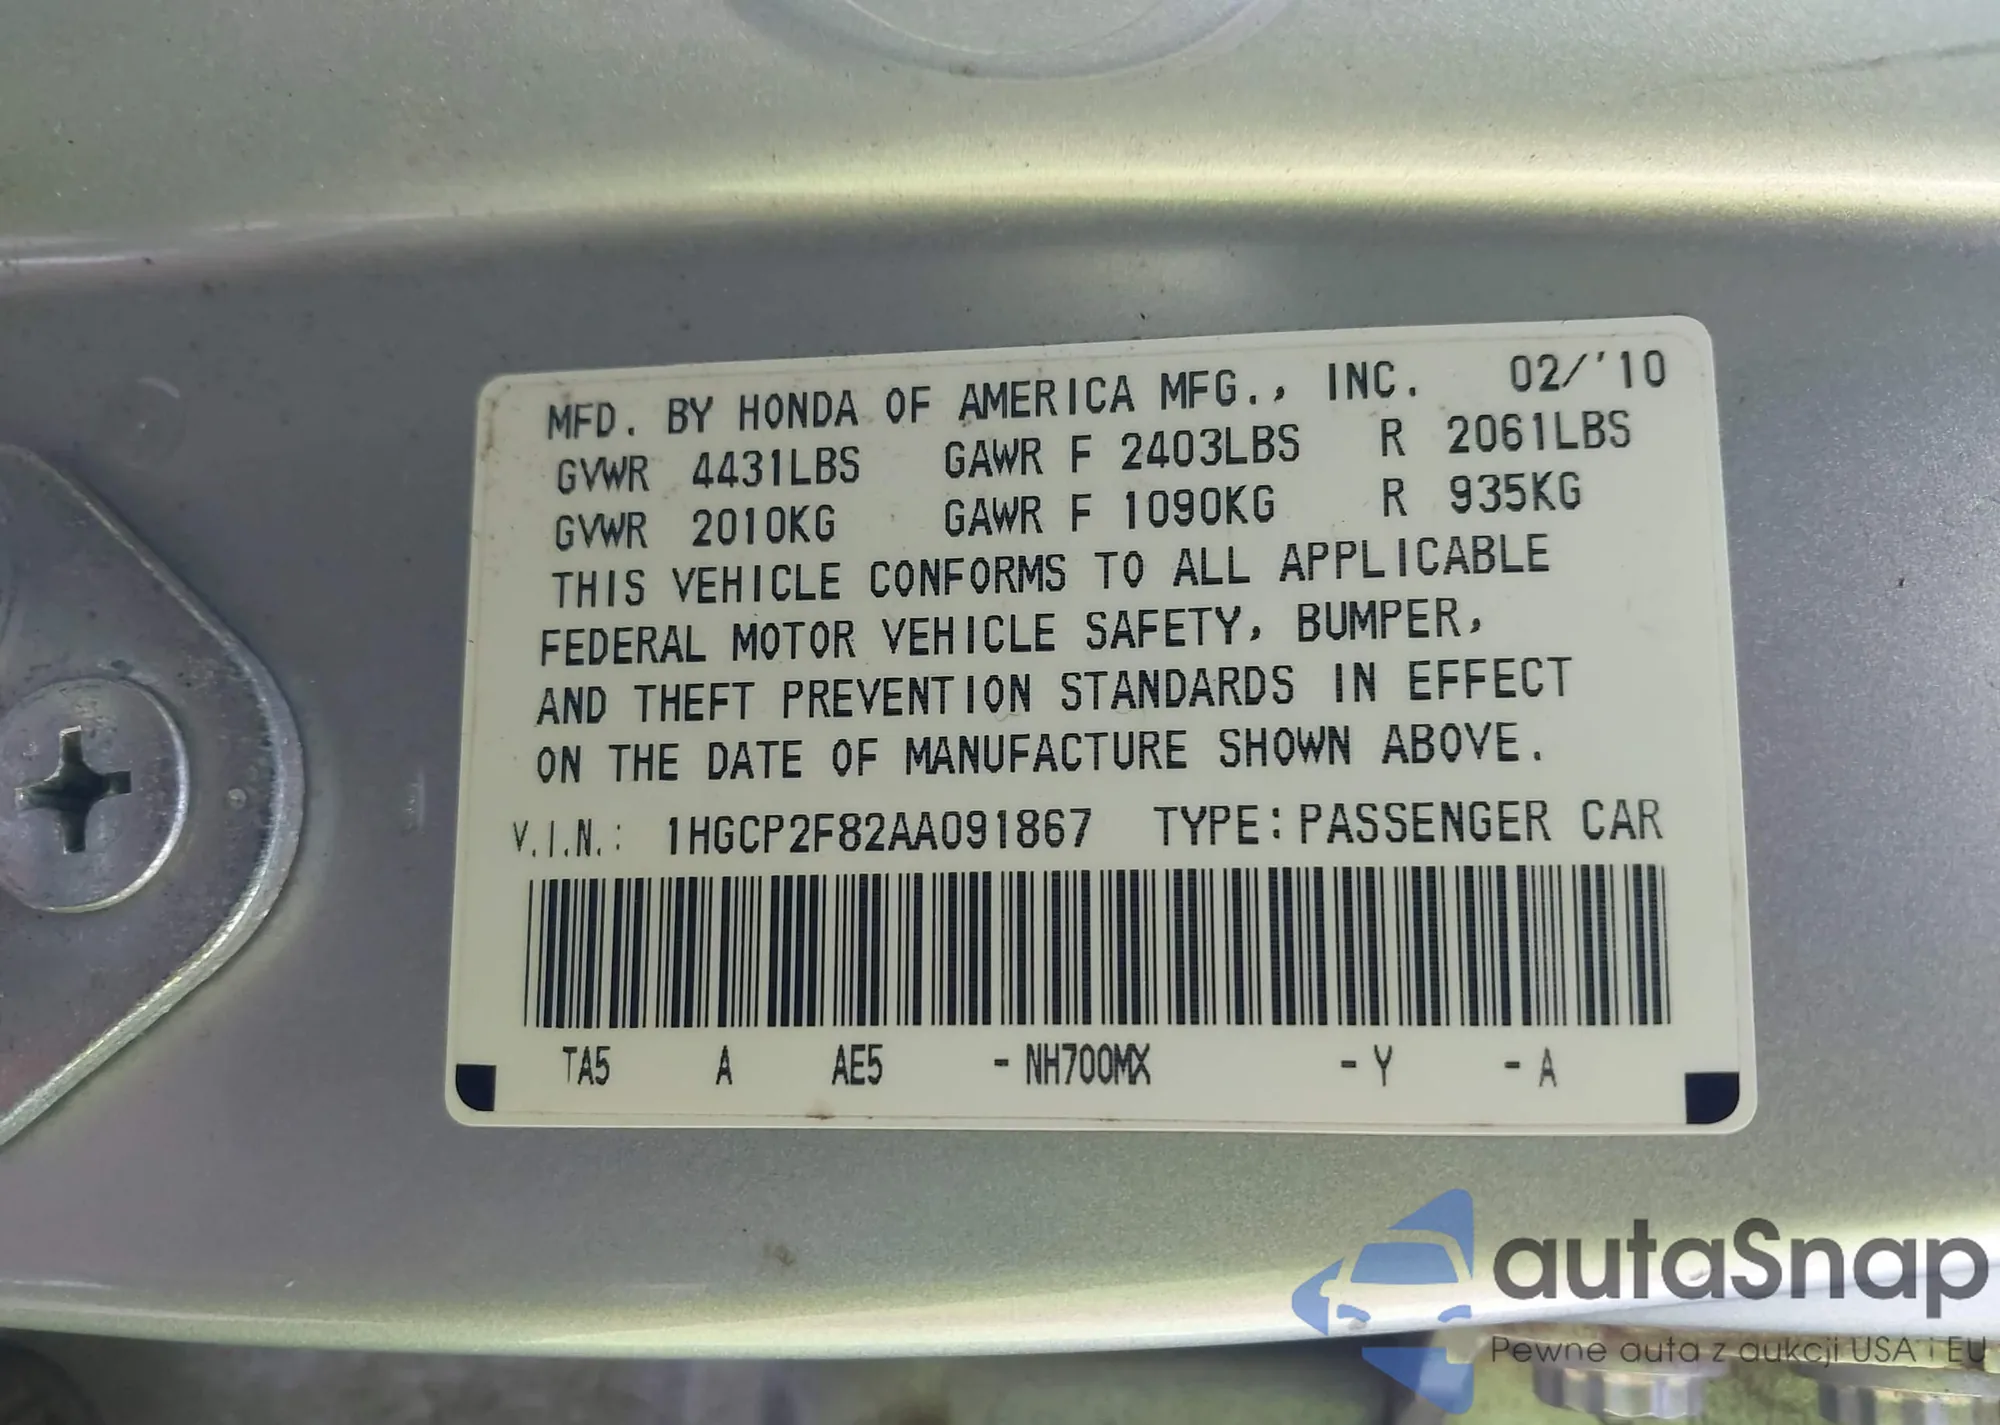 MFD. BY HONDA OF AMERICA MFG., INC. 02/'10
GVWR 4431LBS GAWR F 2403LBS R 2061LBS
GVWR 2010KG GAWR F 1090KG R 935KG
THIS VEHICLE CONFORMS TO ALL APPLICABLE
FEDERAL MOTOR VEHICLE SAFETY, BUMPER,
AND THEFT PREVENTION STANDARDS IN EFFECT
ON THE DATE OF MANUFACTURE SHOWN ABOVE.
V.I.N.: 1HGCP2F82AA091867 TYPE: PASSENGER CAR
TA5 A AE5 - NH700MX - Y - A
autaSnap
Pewne auta z aukcji USA i EU